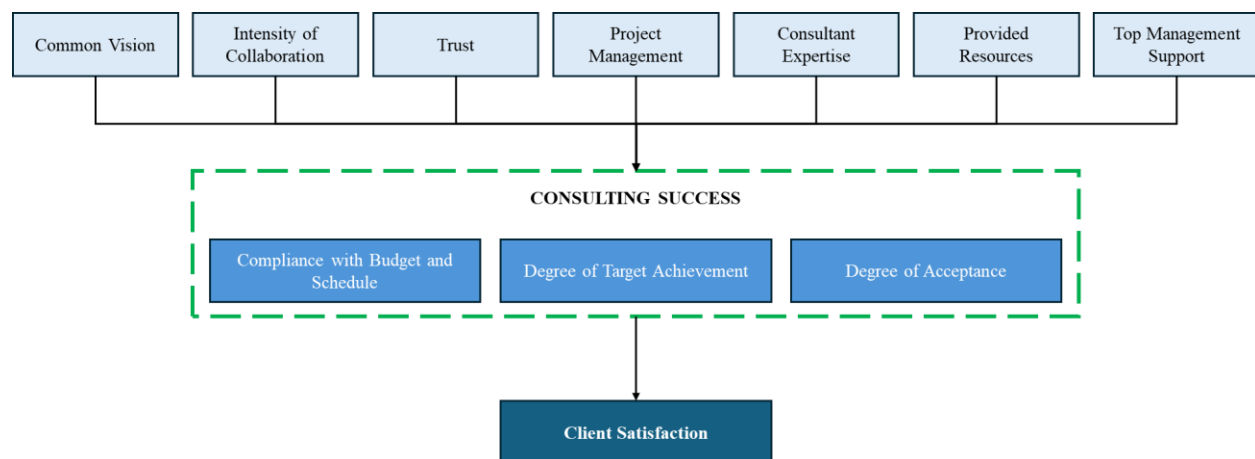 Common Vision
Intensity of
Collaboration
Trust
Project
Management
Consultant
Expertise
Provided
Resources
Top Management
Support
CONSULTING SUCCESS
Compliance with Budget and
Schedule
Degree of Target Achievement
Degree of Acceptance
Client Satisfaction